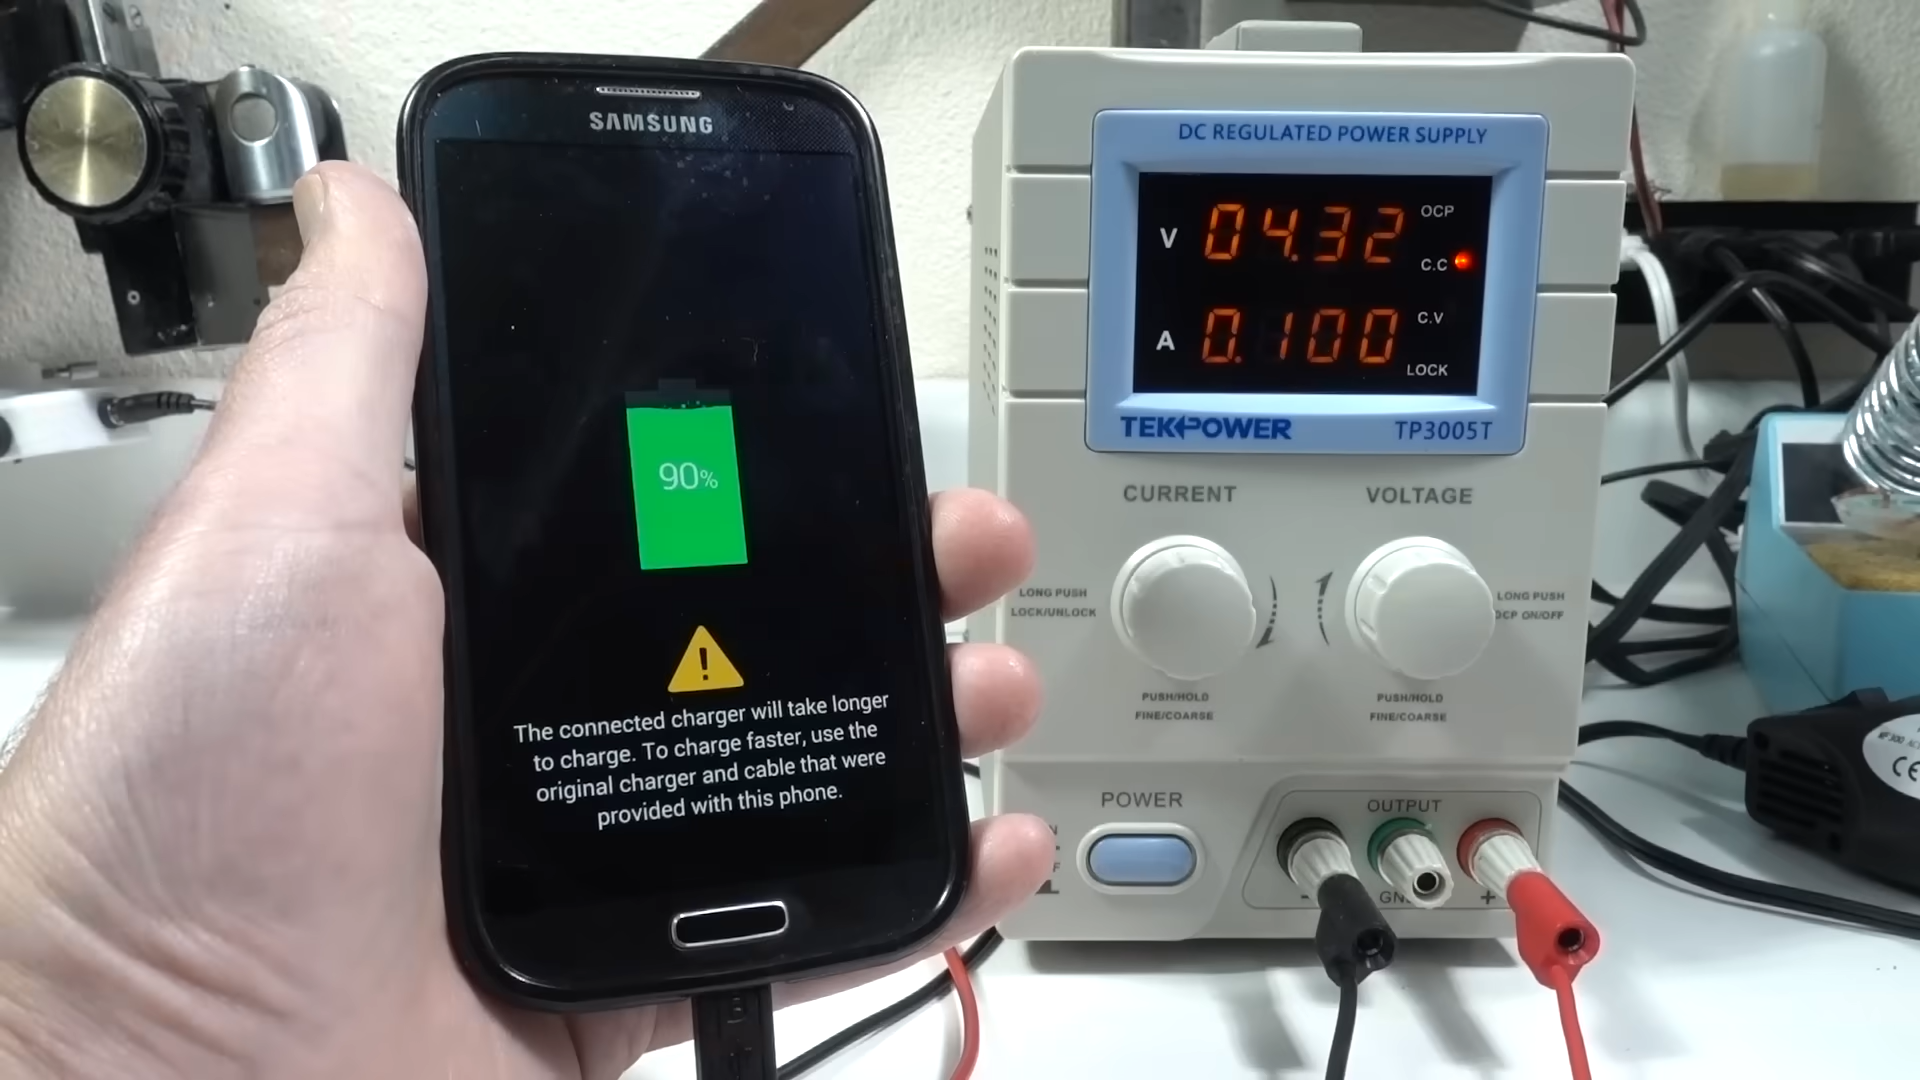 SAMSUNG
90%
The connected charger will take longer
to charge. To charge faster, use the
original charger and cable that were
provided with this phone.
DC REGULATED POWER SUPPLY
V 04.32
OCP
C.C
A 0.100
C.V
LOCK
TEKPOWER
TP3005T
CURRENT
VOLTAGE
LONG PUSH
LOCK/UNLOCK
LONG PUSH
OCP ON/OFF
PUSH/HOLD
FINE/COARSE
PUSH/HOLD
FINE/COARSE
POWER
OUTPUT
-
+
CE